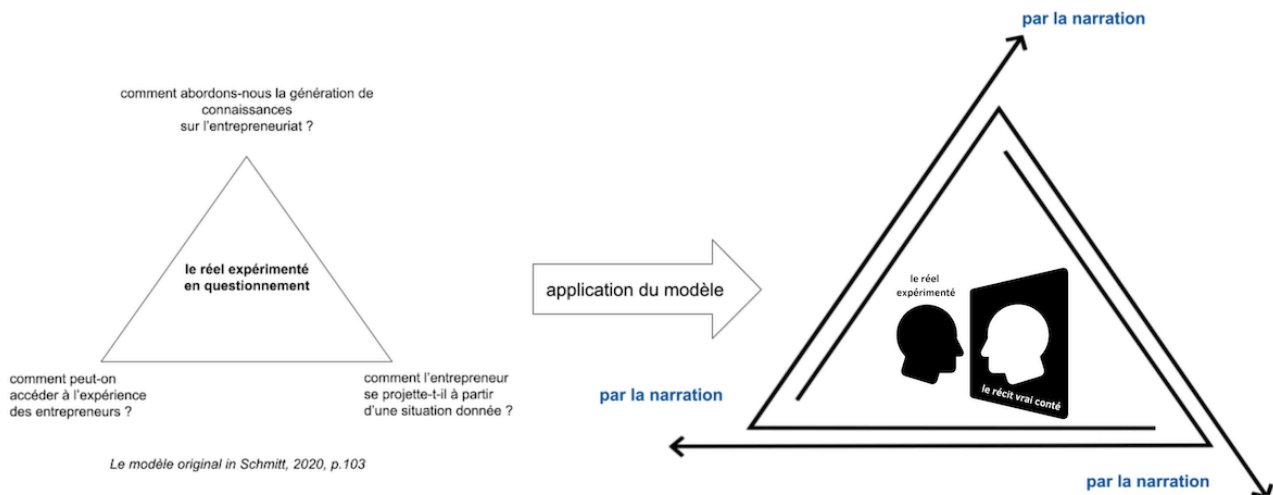 par la narration
comment abordons-nous la génération de
connaissances
sur l'entrepreneuriat ?
le réel expérimenté
en questionnement
comment peut-on
accéder à l'expérience
des entrepreneurs ?
comment l'entrepreneur
se projette-t-il à partir
d'une situation donnée ?
Le modèle original in Schmitt, 2020, p.103
application du modèle
le réel
expérimenté
le récit vrai conté
par la narration
par la narration